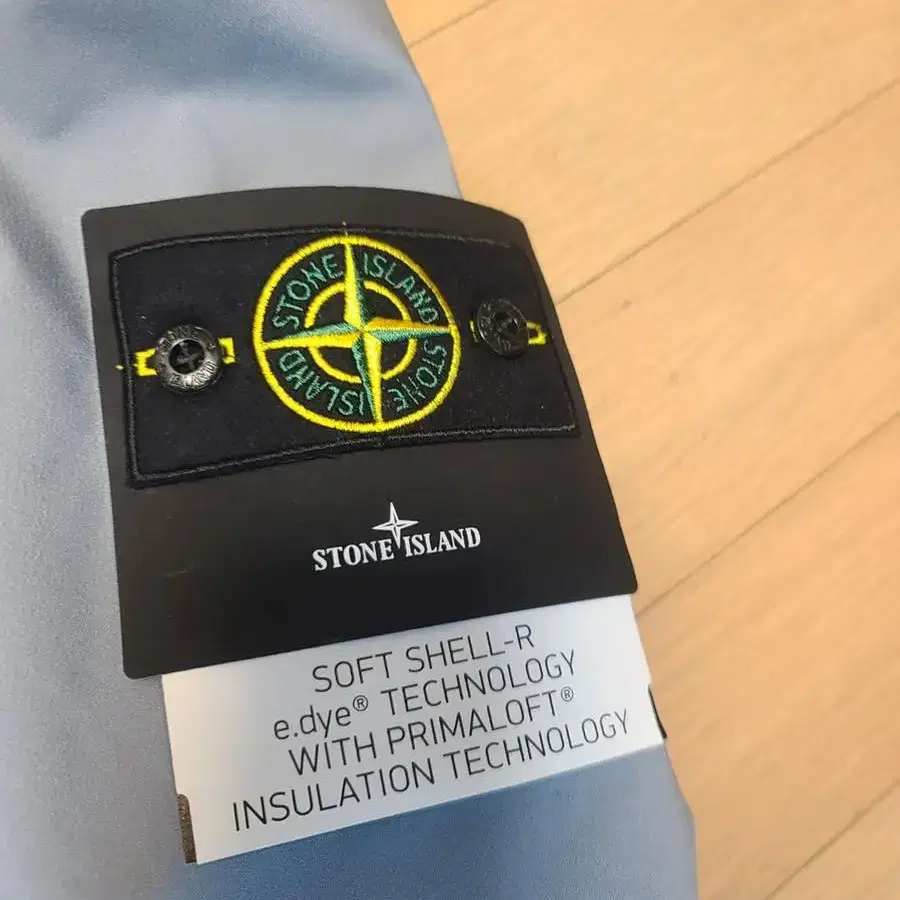 STONE ISLAND
STONE ISLAND
STONE ISLAND
SOFT SHELL-R
e.dye® TECHNOLOGY
WITH PRIMALOFT®
INSULATION TECHNOLOGY